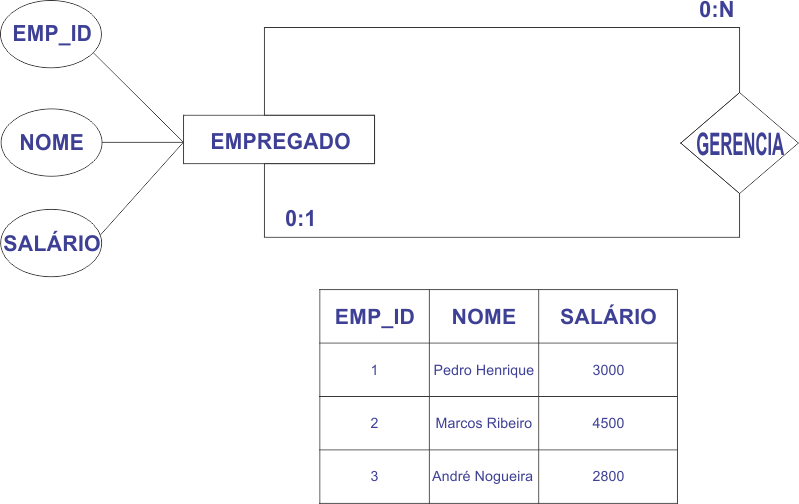 0:N
EMP_ID
NOME
EMPREGADO
GERENCIA
0:1
SALÁRIO
EMP_ID NOME SALÁRIO
1 Pedro Henrique 3000
2 Marcos Ribeiro 4500
3 André Nogueira 2800